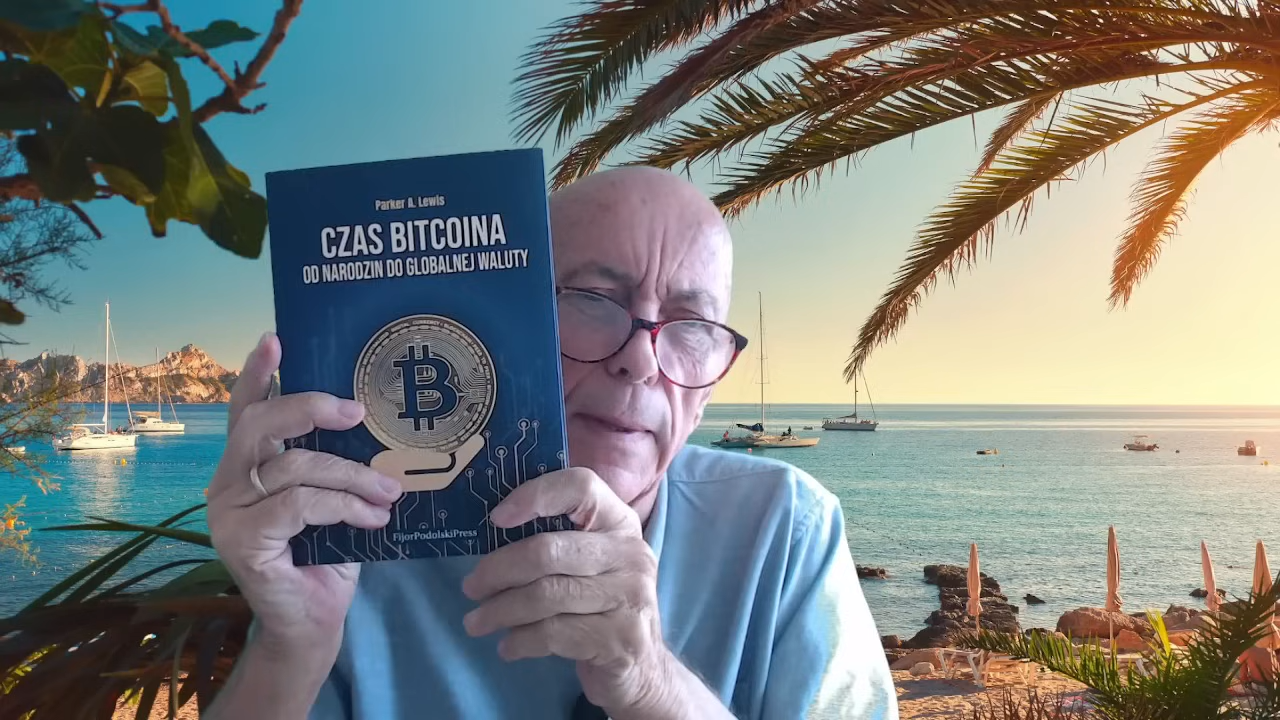 Parker A. Lewis
CZAS BITCOINA
OD NARODZIN DO GLOBALNEJ WALUTY
FijorPodolskiPress